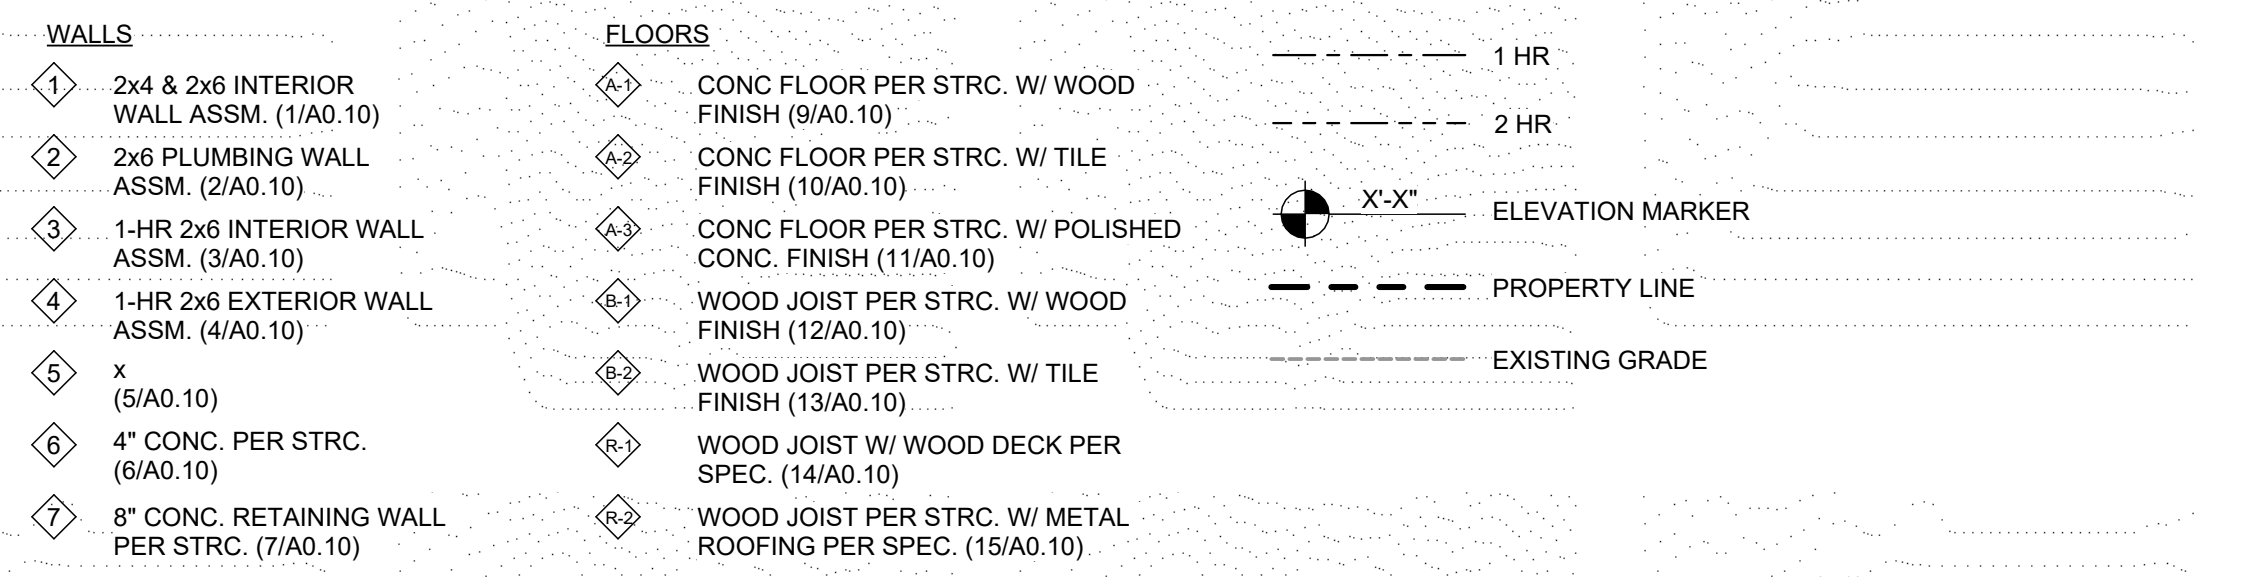 WALLS
1
2x4 & 2x6 INTERIOR
WALL ASSM. (1/A0.10)
2
2x6 PLUMBING WALL
ASSM. (2/A0.10)
3
1-HR 2x6 INTERIOR WALL
ASSM. (3/A0.10)
4
1-HR 2x6 EXTERIOR WALL
ASSM. (4/A0.10)
5
x
(5/A0.10)
6
4" CONC. PER STRC.
(6/A0.10)
7
8" CONC. RETAINING WALL
PER STRC. (7/A0.10)
FLOORS
A-1
CONC FLOOR PER STRC. W/ WOOD
FINISH (9/A0.10)
A-2
CONC FLOOR PER STRC. W/ TILE
FINISH (10/A0.10)
A-3
CONC FLOOR PER STRC. W/ POLISHED
CONC. FINISH (11/A0.10)
B-1
WOOD JOIST PER STRC. W/ WOOD
FINISH (12/A0.10)
B-2
WOOD JOIST PER STRC. W/ TILE
FINISH (13/A0.10)
R-1
WOOD JOIST W/ WOOD DECK PER
SPEC. (14/A0.10)
R-2
WOOD JOIST PER STRC. W/ METAL
ROOFING PER SPEC. (15/A0.10)
1 HR
2 HR
X'-X"
ELEVATION MARKER
PROPERTY LINE
EXISTING GRADE